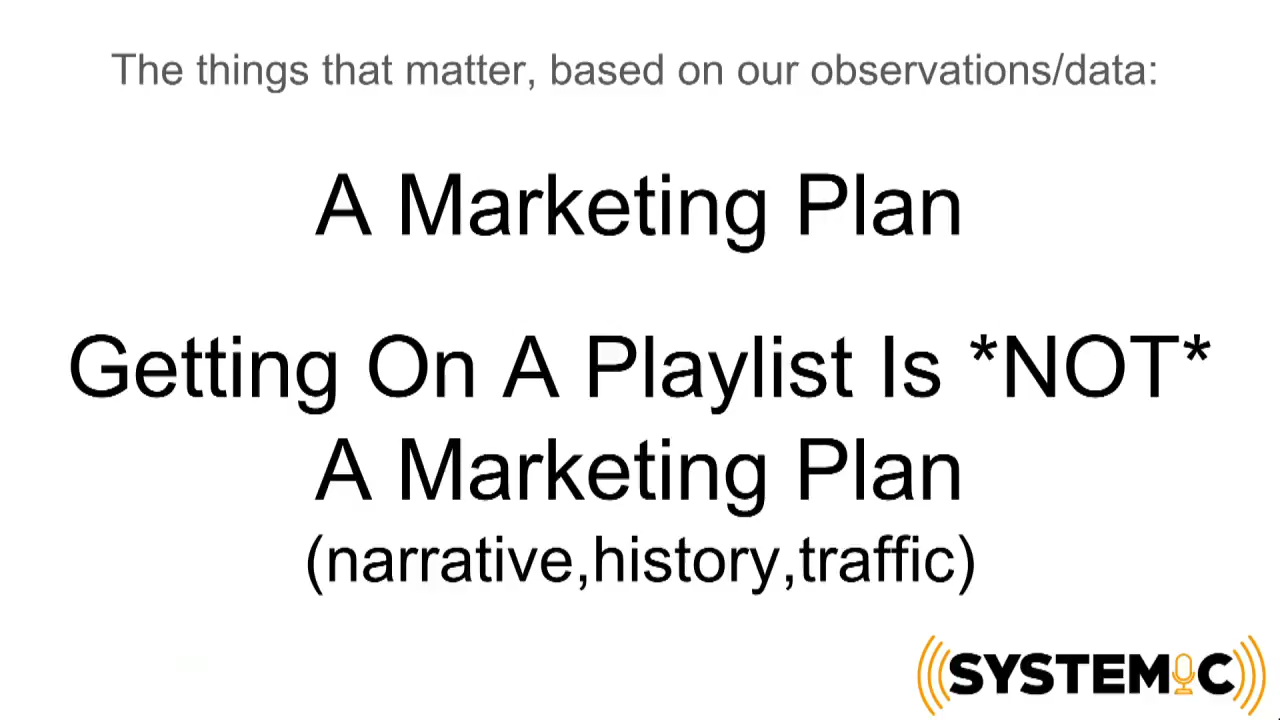 The things that matter, based on our observations/data:
A Marketing Plan
Getting On A Playlist Is *NOT*
A Marketing Plan
(narrative,history,traffic)
SYSTEMIC